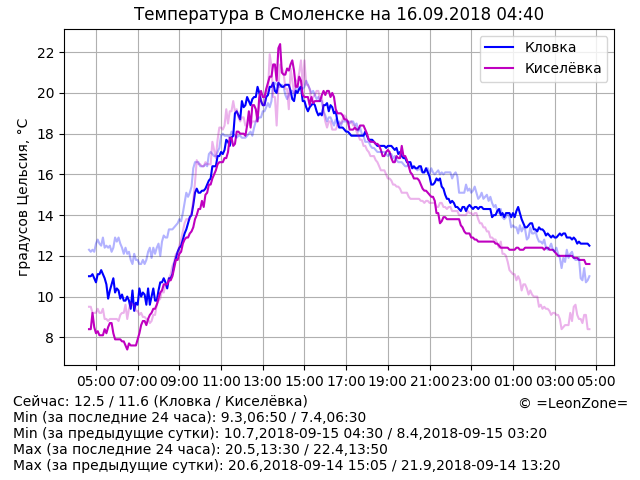 Температура в Смоленске на 16.09.2018 04:40
Кловка
Киселёвка
градусов Цельсия, °C
22
20
18
16
14
12
10
8
05:00 07:00 09:00 11:00 13:00 15:00 17:00 19:00 21:00 23:00 01:00 03:00 05:00
Сейчас: 12.5 / 11.6 (Кловка / Киселёвка)
© =LeonZone=
Min (за последние 24 часа): 9.3,06:50 / 7.4,06:30
Min (за предыдущие сутки): 10.7,2018-09-15 04:30 / 8.4,2018-09-15 03:20
Max (за последние 24 часа): 20.5,13:30 / 22.4,13:50
Max (за предыдущие сутки): 20.6,2018-09-14 15:05 / 21.9,2018-09-14 13:20